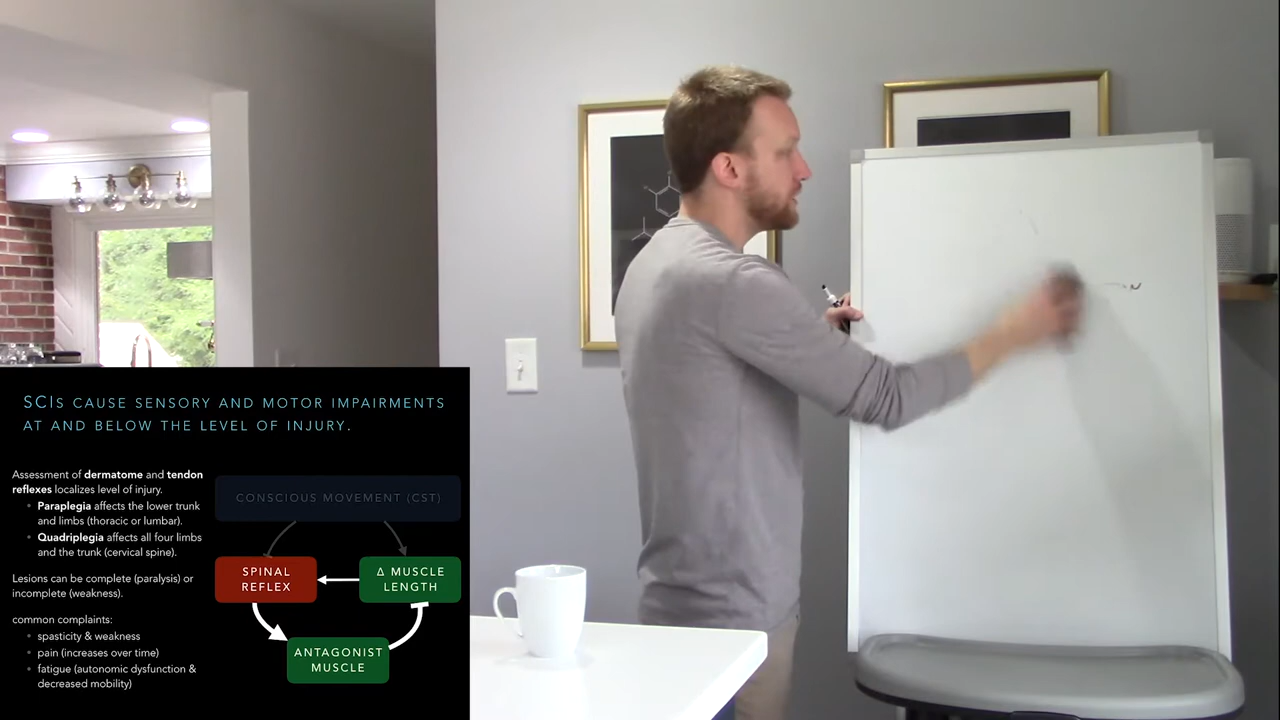 SCIs CAUSE SENSORY AND MOTOR IMPAIRMENTS
AT AND BELOW THE LEVEL OF INJURY.
Assessment of dermatome and tendon
reflexes localizes level of injury.
• Paraplegia affects the lower trunk
and limbs (thoracic or lumbar).
• Quadriplegia affects all four limbs
and the trunk (cervical spine).
Lesions can be complete (paralysis) or
incomplete (weakness).
common complaints:
• spasticity & weakness
• pain (increases over time)
• fatigue (autonomic dysfunction &
decreased mobility)
CONSCIOUS MOVEMENT (CST)
SPINAL
REFLEX
Δ MUSCLE
LENGTH
ANTAGONIST
MUSCLE